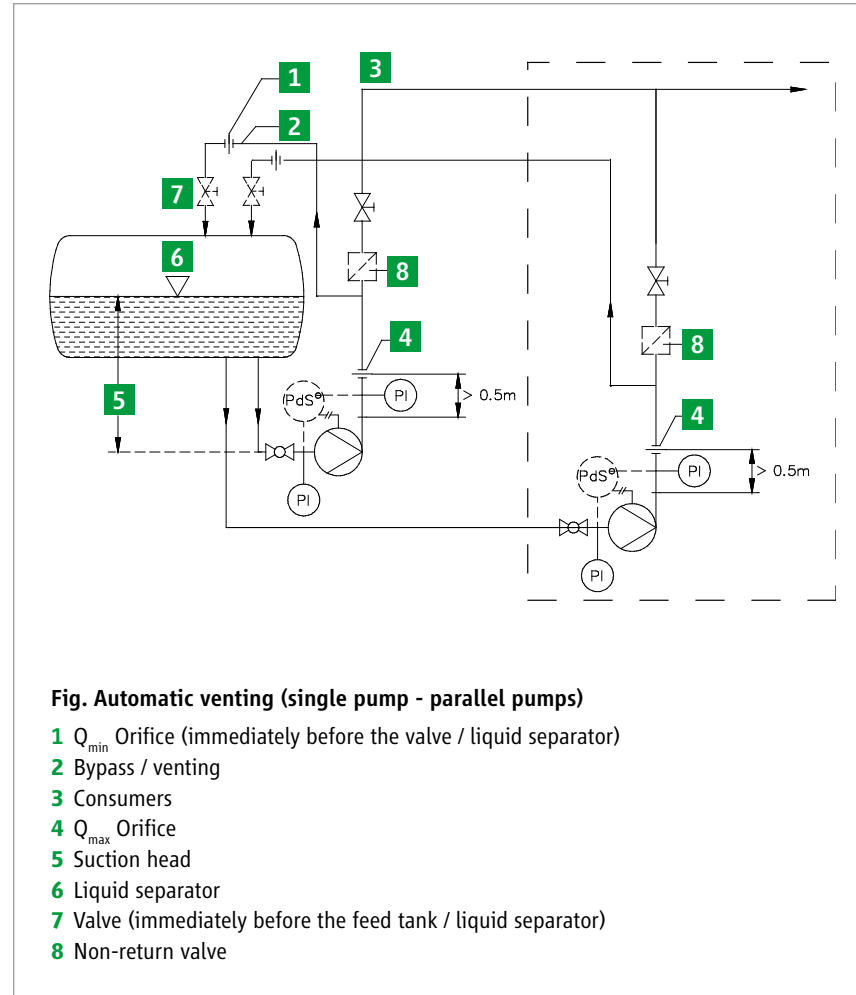 1
3
2
7
6
8
4
8
5
PdS
PI
> 0.5m
4
PI
PdS
PI
> 0.5m
PI
Fig. Automatic venting (single pump - parallel pumps)
1 Qmin Orifice (immediately before the valve / liquid separator)
2 Bypass / venting
3 Consumers
4 Qmax Orifice
5 Suction head
6 Liquid separator
7 Valve (immediately before the feed tank / liquid separator)
8 Non-return valve